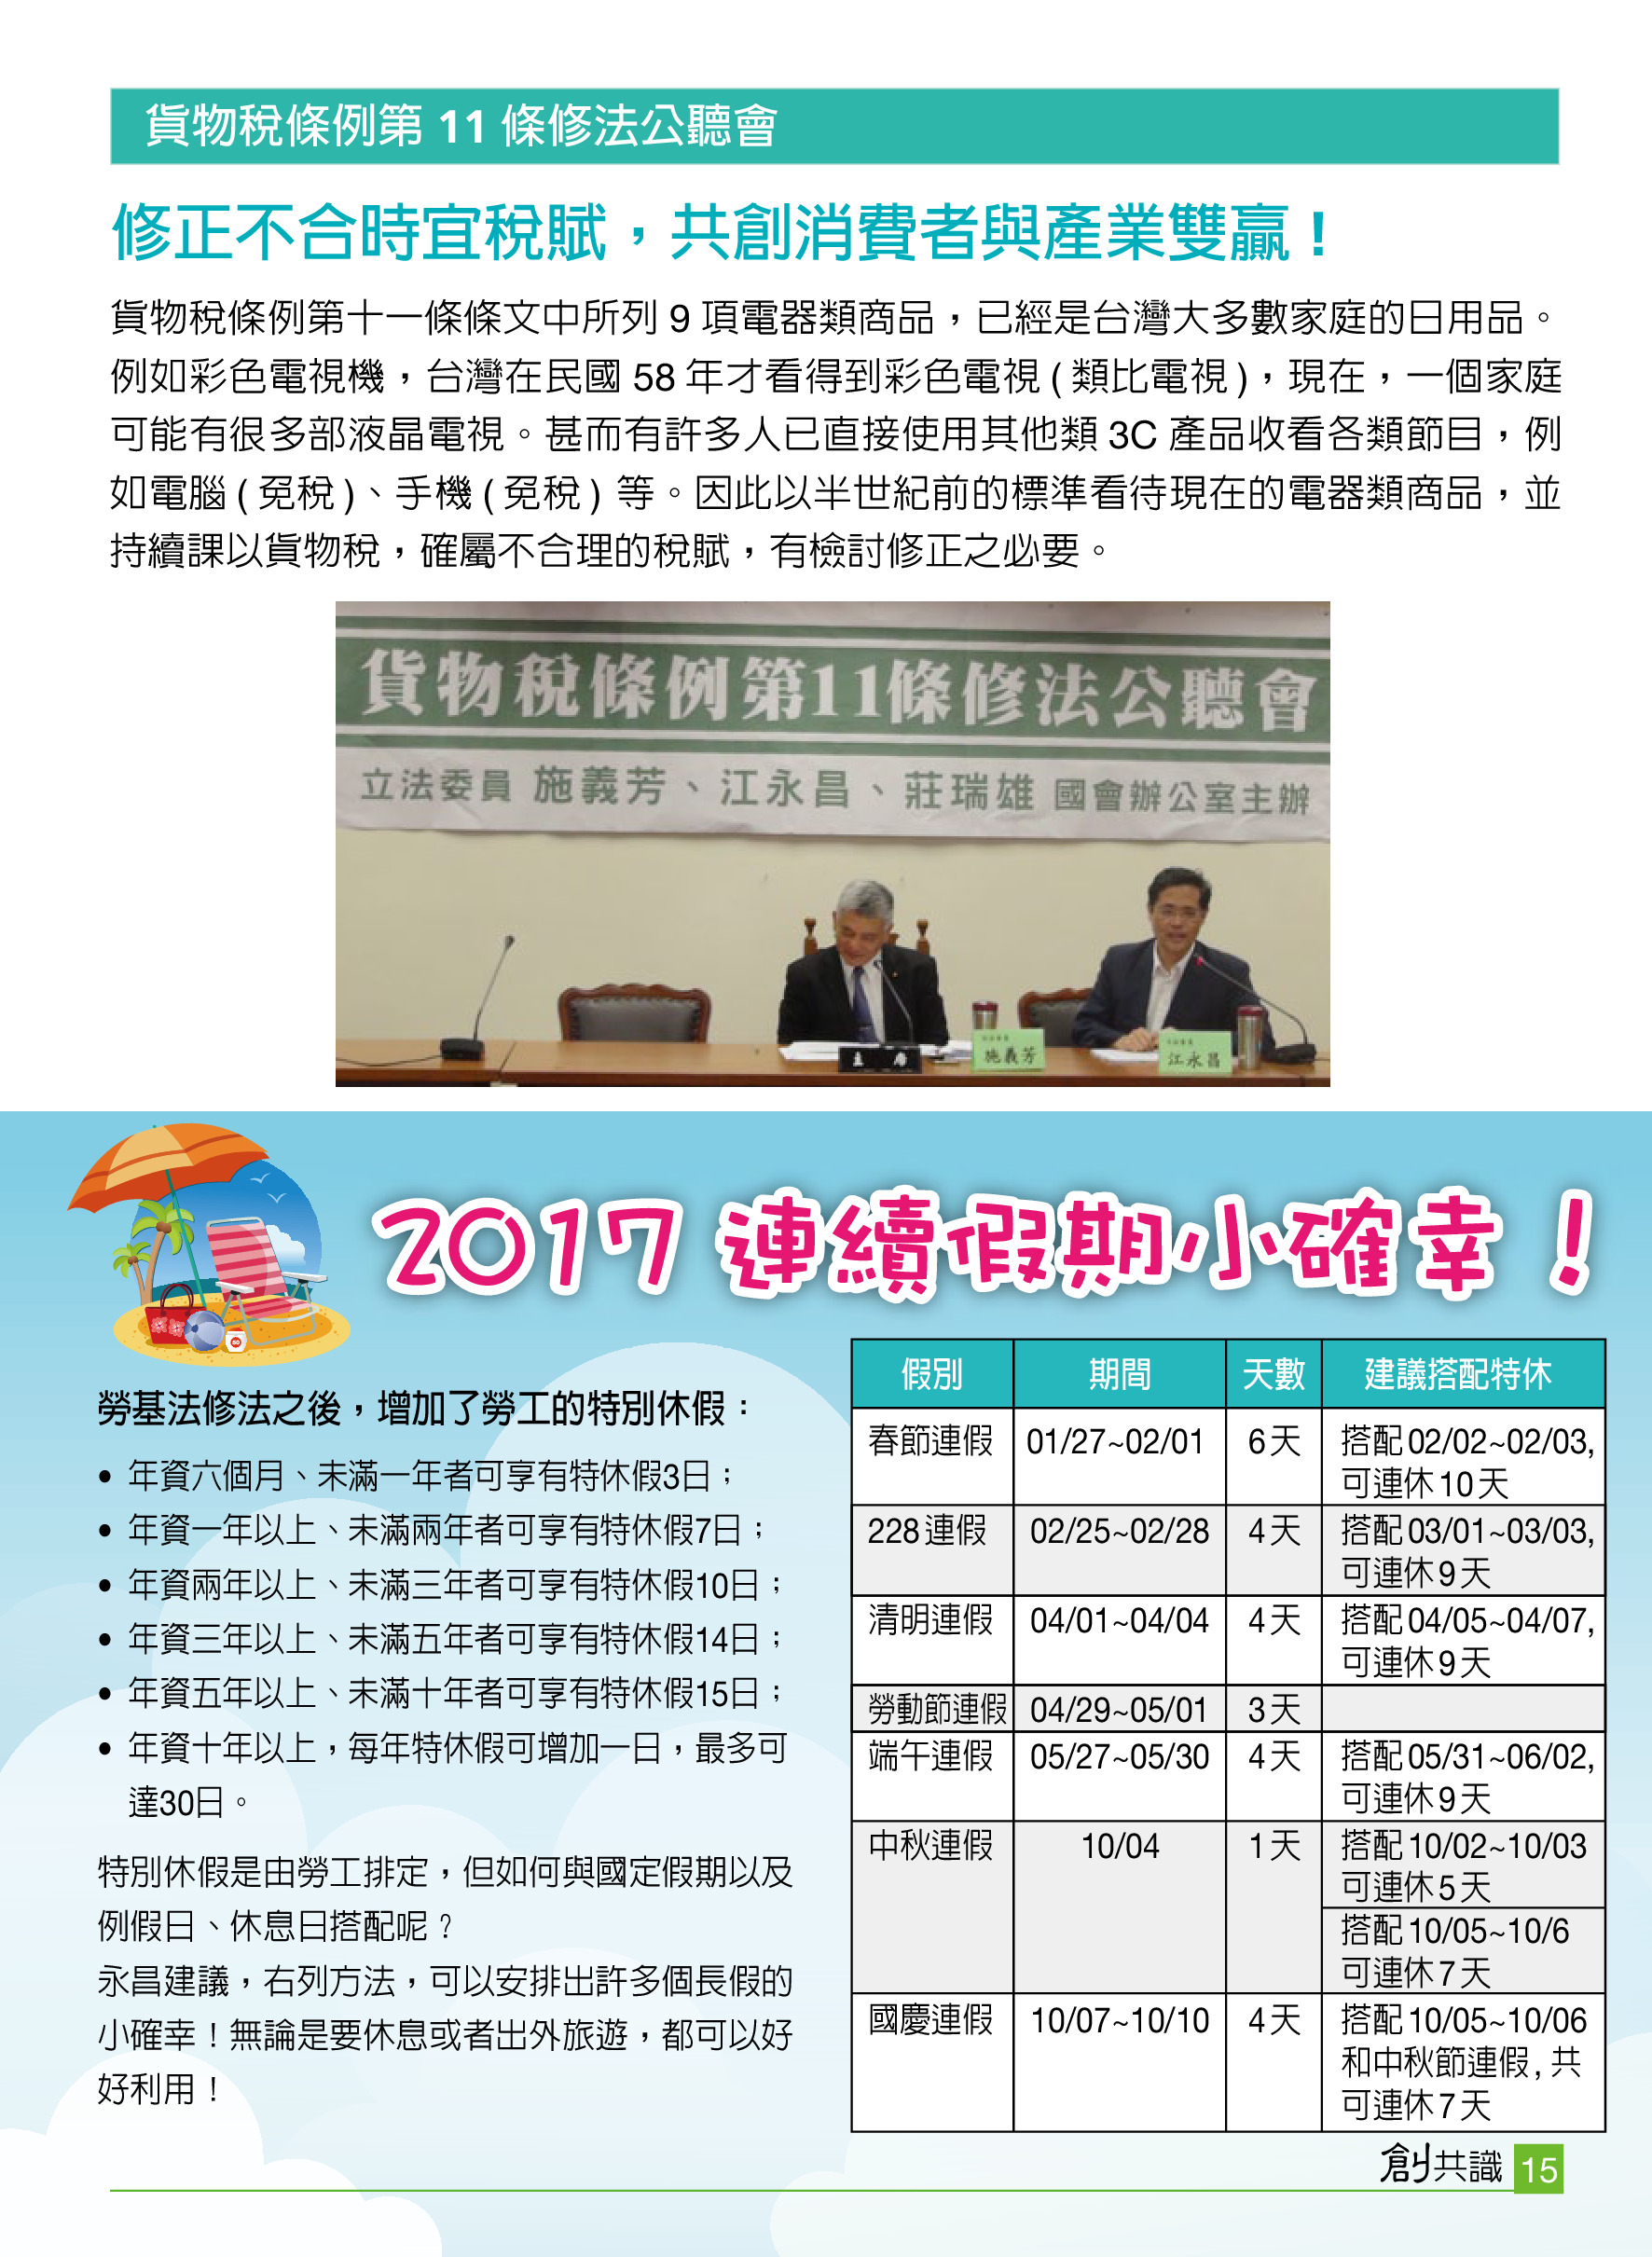 貨物稅條例第 11 條修法公聽會
修正不合時宜稅賦，共創消費者與產業雙贏！
貨物稅條例第十一條條文中所列 9 項電器類商品，已經是台灣大多數家庭的日用品。
例如彩色電視機，台灣在民國 58 年才看得到彩色電視 ( 類比電視 )，現在，一個家庭
可能有很多部液晶電視。甚而有許多人已直接使用其他類 3C 產品收看各類節目，例
如電腦 ( 免稅 )、手機 ( 免稅 ) 等。因此以半世紀前的標準看待現在的電器類商品，並
持續課以貨物稅，確屬不合理的稅賦，有檢討修正之必要。
貨物稅條例第11條修法公聽會
立法委員 施義芳、江永昌、莊瑞雄 國會辦公室主辦
主 席
施義芳
江永昌
2017 連續假期小確幸！
勞基法修法之後，增加了勞工的特別休假：
• 年資六個月、未滿一年者可享有特休假3日；
• 年資一年以上、未滿兩年者可享有特休假7日；
• 年資兩年以上、未滿三年者可享有特休假10日；
• 年資三年以上、未滿五年者可享有特休假14日；
• 年資五年以上、未滿十年者可享有特休假15日；
• 年資十年以上，每年特休假可增加一日，最多可
達30日。
特別休假是由勞工排定，但如何與國定假期以及
例假日、休息日搭配呢？
永昌建議，右列方法，可以安排出許多個長假的
小確幸！無論是要休息或者出外旅遊，都可以好
好利用！
假別 期間 天數 建議搭配特休
春節連假 01/27~02/01 6天 搭配02/02~02/03,
可連休10天
228連假 02/25~02/28 4天 搭配03/01~03/03,
可連休9天
清明連假 04/01~04/04 4天 搭配04/05~04/07,
可連休9天
勞動節連假 04/29~05/01 3天
端午連假 05/27~05/30 4天 搭配05/31~06/02,
可連休9天
中秋連假 10/04 1天 搭配10/02~10/03
可連休5天
搭配10/05~10/6
可連休7天
國慶連假 10/07~10/10 4天 搭配10/05~10/06
和中秋節連假, 共
可連休7天
創共識 15